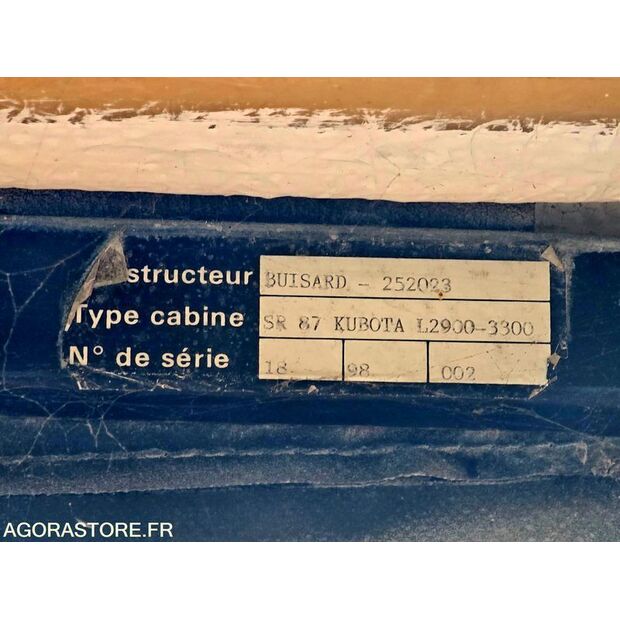 structeur BUISARD - 252023
Type cabine SR 87 KUBOTA L2900-3300
N° de série 18 98 002
AGORASTORE.FR